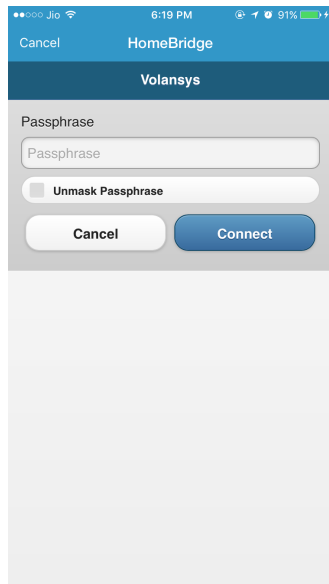 Jio 6:19 PM 91%
Cancel HomeBridge
Volansys
Passphrase
Passphrase
Unmask Passphrase
Cancel Connect